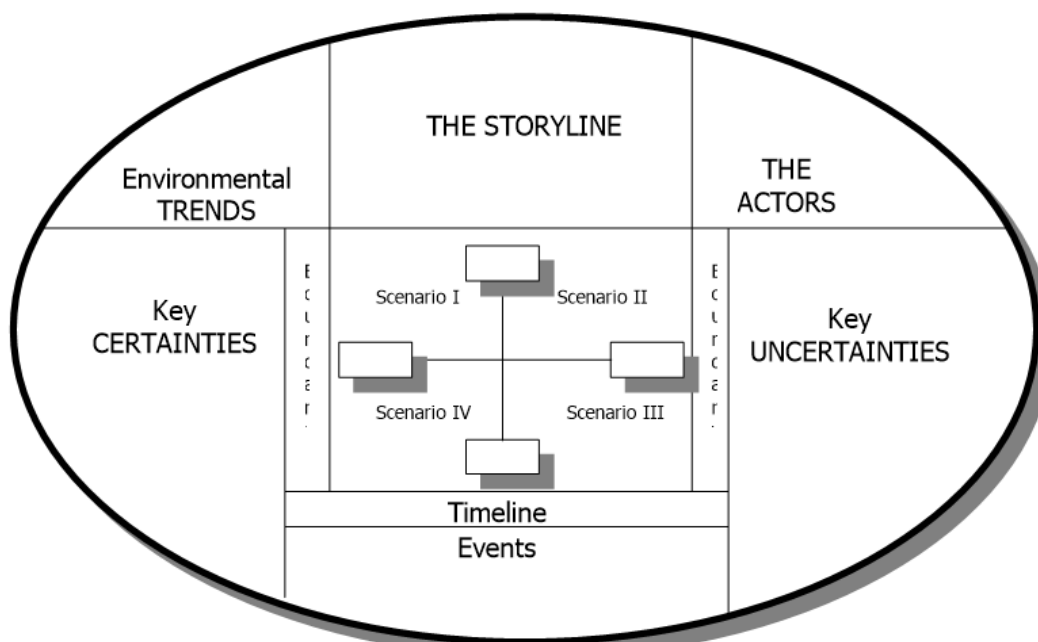 THE STORYLINE
Environmental
TRENDS
THE
ACTORS
Key
CERTAINTIES
Scenario I
Scenario II
Key
UNCERTAINTIES
Scenario IV
Scenario III
Timeline
Events